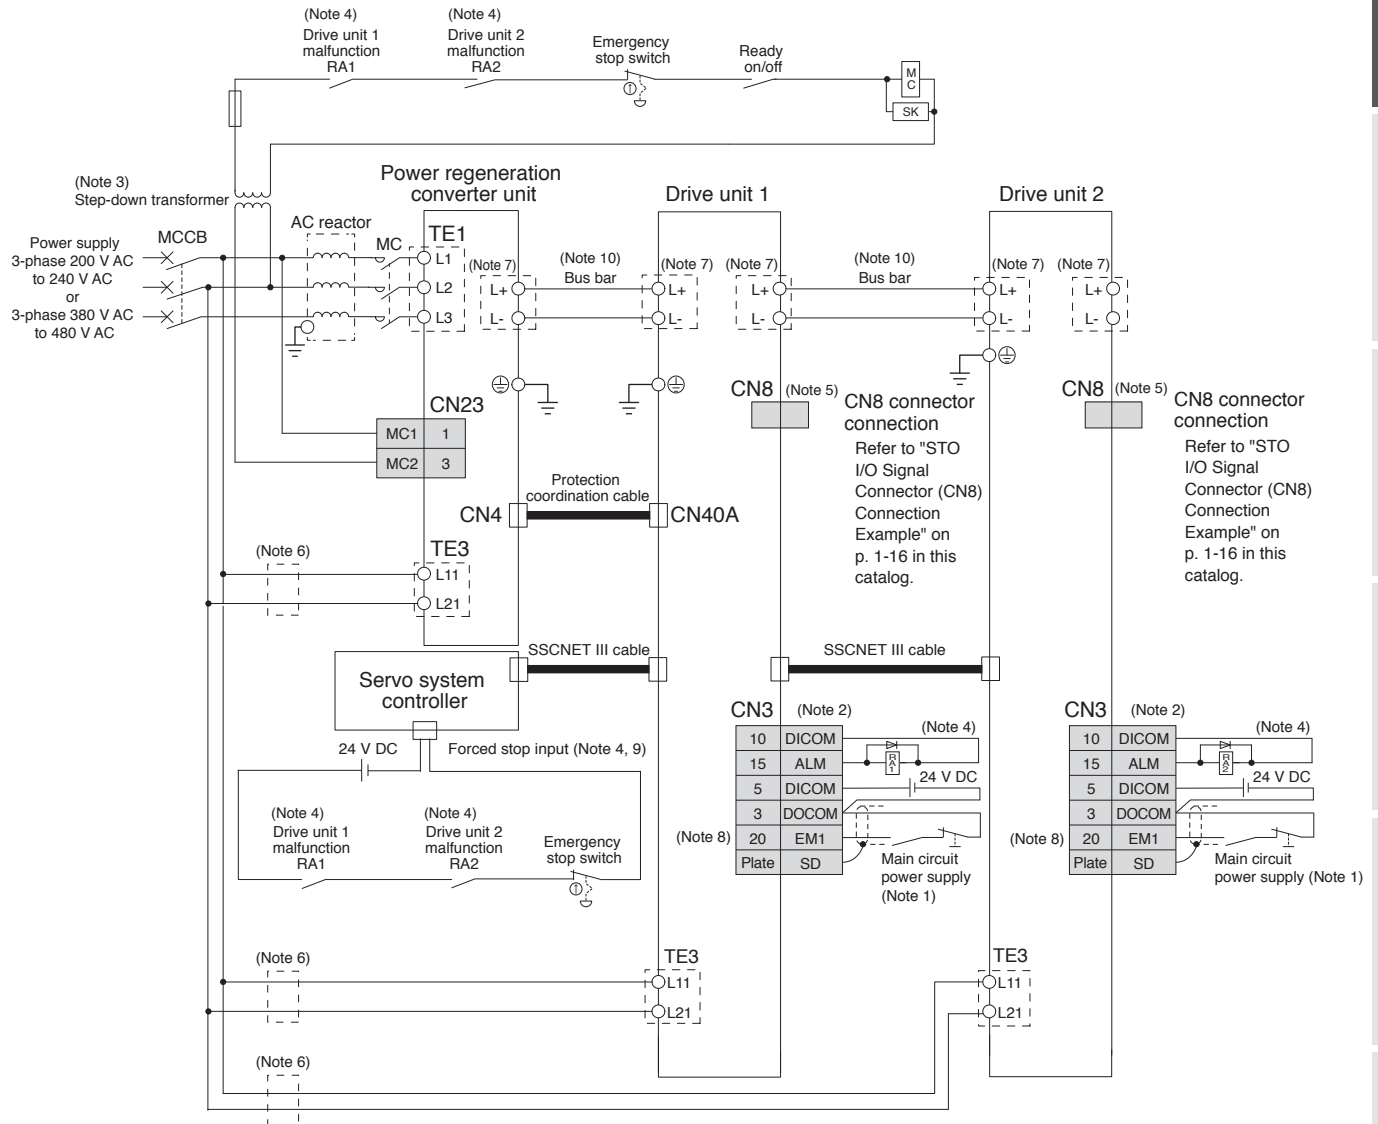 (Note 4)
Drive unit 1
malfunction
RA1
(Note 4)
Drive unit 2
malfunction
RA2
Emergency
stop switch
Ready
on/off
M
C
SK
(Note 3)
Step-down transformer
Power regeneration
converter unit
Drive unit 1
Drive unit 2
Power supply
3-phase 200 V AC
to 240 V AC
or
3-phase 380 V AC
to 480 V AC
MCCB
AC reactor
MC
TE1
L1
L2
L3
(Note 7)
L+
L-
(Note 10)
Bus bar
(Note 7)
L+
L-
(Note 7)
L+
L-
(Note 10)
Bus bar
(Note 7)
L+
L-
(Note 7)
L+
L-
CN23
MC1 1
MC2 3
CN8 (Note 5)
CN8 connector
connection
Refer to "STO
I/O Signal
Connector (CN8)
Connection
Example" on
p. 1-16 in this
catalog.
CN8 (Note 5)
CN8 connector
connection
Refer to "STO
I/O Signal
Connector (CN8)
Connection
Example" on
p. 1-16 in this
catalog.
Protection
coordination cable
CN4
CN40A
(Note 6)
TE3
L11
L21
SSCNET III cable
SSCNET III cable
Servo system
controller
24 V DC
Forced stop input (Note 4, 9)
(Note 4)
Drive unit 1
malfunction
RA1
(Note 4)
Drive unit 2
malfunction
RA2
Emergency
stop switch
CN3 (Note 2)
(Note 4)
10 DICOM
15 ALM
5 DICOM
3 DOCOM
(Note 8) 20 EM1
Plate SD
R
A
1
24 V DC
Main circuit
power supply
(Note 1)
CN3 (Note 2)
(Note 4)
10 DICOM
15 ALM
5 DICOM
3 DOCOM
(Note 8) 20 EM1
Plate SD
R
A
2
24 V DC
Main circuit
power supply (Note 1)
(Note 6)
TE3
L11
L21
TE3
L11
L21
(Note 6)